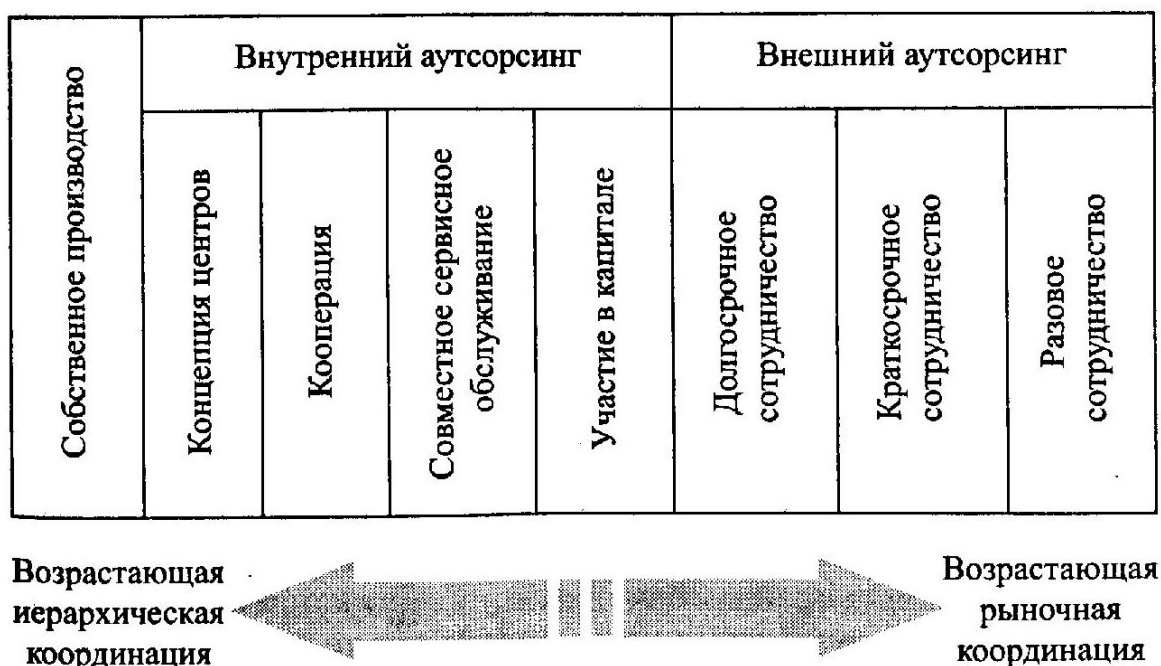 Собственное производство
Внутренний аутсорсинг
Внешний аутсорсинг
Концепция центров
Кооперация
Совместное сервисное
обслуживание
Участие в капитале
Долгосрочное
сотрудничество
Краткосрочное
сотрудничество
Разовое
сотрудничество
Возрастающая
иерархическая
координация
Возрастающая
рыночная
координация